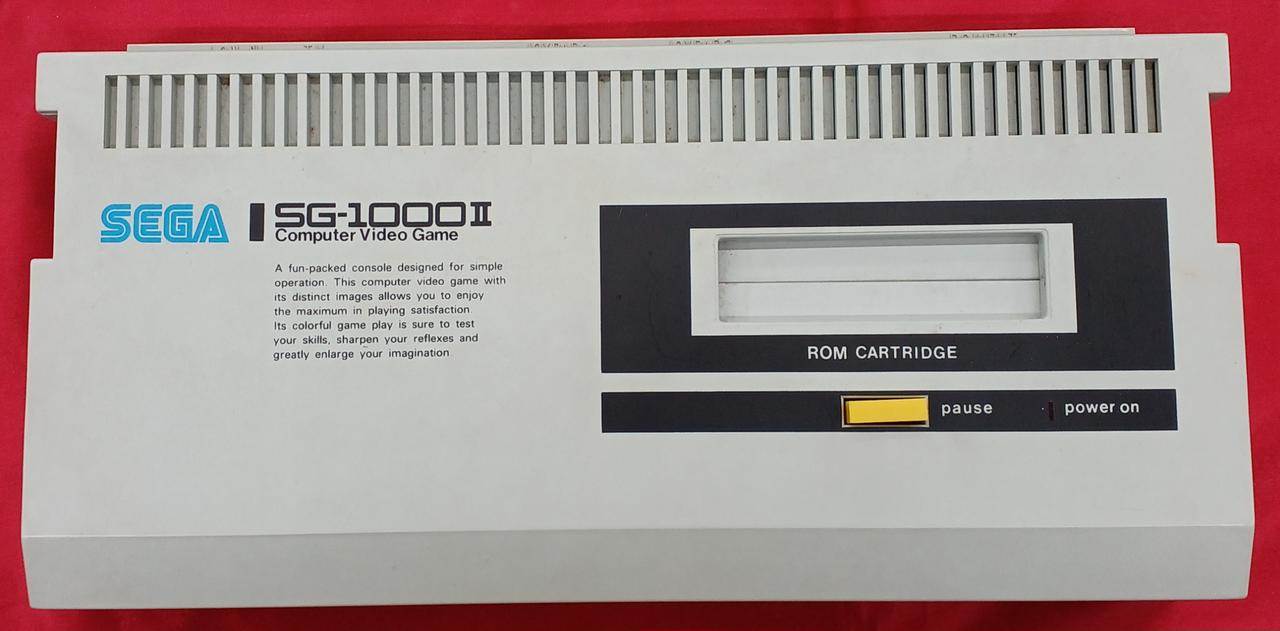 SEGA
SG-1000 II
Computer Video Game
A fun-packed console designed for simple
operation. This computer video game with
its distinct images allows you to enjoy
the maximum in playing satisfaction.
Its colorful game play is sure to test
your skills, sharpen your reflexes and
greatly enlarge your imagination.
ROM CARTRIDGE
pause
power on